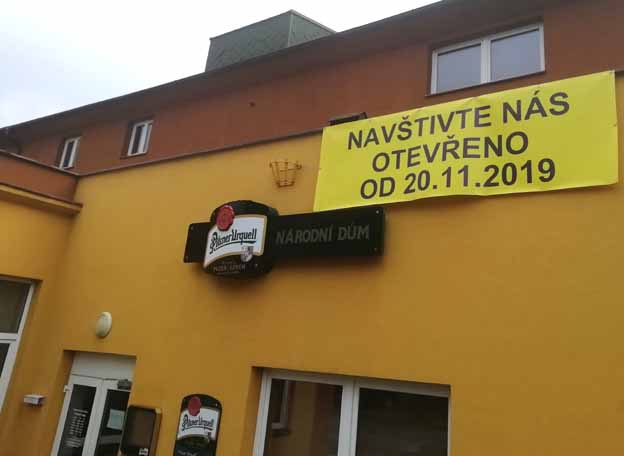 NAVŠTIVTE NÁS
OTEVŘENO
OD 20.11.2019
Pilsner Urquell
NÁRODNÍ DŮM
Pilsner Urquell